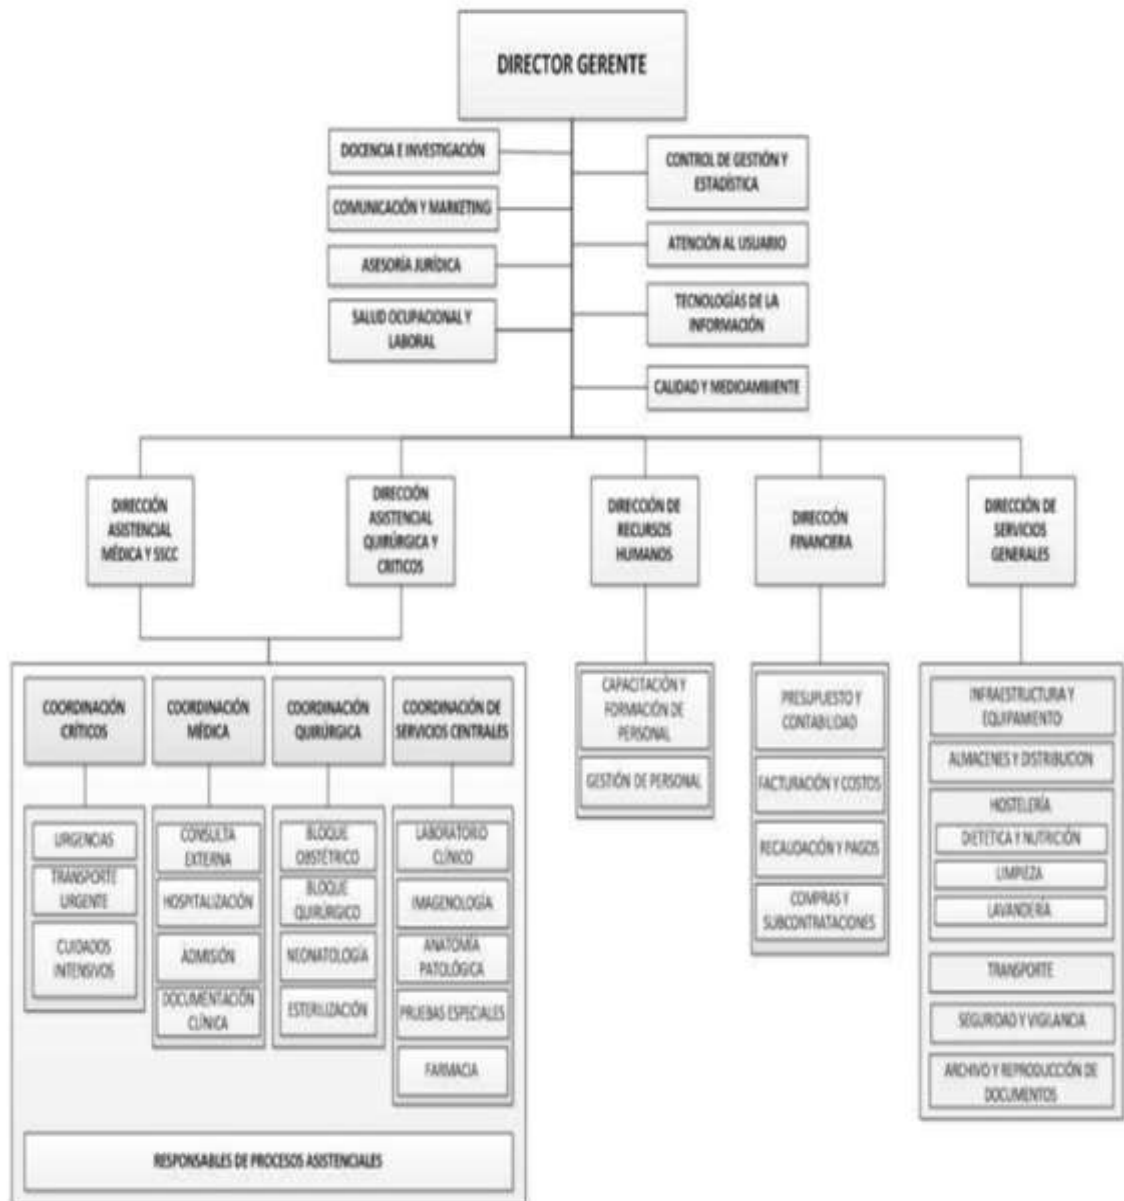 DIRECTOR GERENTE
DOCENCIA E INVESTIGACIÓN
COMUNICACIÓN Y MARKETING
ASESORÍA JURÍDICA
SALUD OCUPACIONAL Y
LABORAL
CONTROL DE GESTIÓN Y
ESTADÍSTICA
ATENCIÓN AL USUARIO
TECNOLOGÍAS DE LA
INFORMACIÓN
CALIDAD Y MEDIOAMBIENTE
DIRECCIÓN
ASISTENCIAL
MÉDICA Y SSCC
DIRECCIÓN
ASISTENCIAL
QUIRÚRGICA Y
CRITICOS
DIRECCIÓN DE
RECURSOS
HUMANOS
DIRECCIÓN
FINANCIERA
DIRECCIÓN DE
SERVICIOS
GENERALES
COORDINACIÓN
CRÍTICOS
URGENCIAS
TRANSPORTE
URGENTE
CUIDADOS
INTENSIVOS
COORDINACIÓN
MÉDICA
CONSULTA
EXTERNA
HOSPITALIZACIÓN
ADMISIÓN
DOCUMENTACIÓN
CLÍNICA
COORDINACIÓN
QUIRÚRGICA
BLOQUE
OBSTÉTRICO
BLOQUE
QUIRÚRGICO
NEONATOLOGÍA
ESTERILIZACIÓN
COORDINACIÓN DE
SERVICIOS CENTRALES
LABORATORIO
CLÍNICO
IMAGENOLOGÍA
ANATOMÍA
PATOLÓGICA
PRUEBAS ESPECIALES
FARMACIA
RESPONSABLES DE PROCESOS ASISTENCIALES
CAPACITACIÓN Y
FORMACIÓN DE
PERSONAL
GESTIÓN DE PERSONAL
PRESUPUESTO Y
CONTABILIDAD
FACTURACIÓN Y COSTOS
RECAUDACIÓN Y PAGOS
COMPRAS Y
SUBCONTRATACIONES
INFRAESTRUCTURA Y
EQUIPAMIENTO
ALMACENES Y DISTRIBUCION
HOSTELERÍA
DIETETICA Y NUTRICIÓN
LIMPIEZA
LAVANDERÍA
TRANSPORTE
SEGURIDAD Y VIGILANCIA
ARCHIVO Y REPRODUCCIÓN DE
DOCUMENTOS